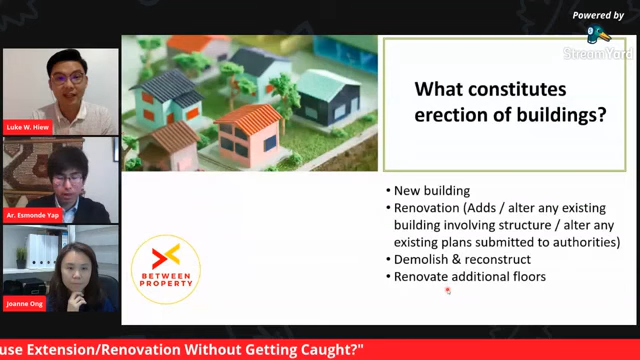 Powered by
StreamYard
What constitutes
erection of buildings?
Luke W. Hiew
Ar. Esmonde Yap
Joanne Ong
• New building
• Renovation (Adds / alter any existing
building involving structure / alter any
existing plans submitted to authorities)
• Demolish & reconstruct
• Renovate additional floors
BETWEEN
PROPERTY
use Extension/Renovation Without Getting Caught?"